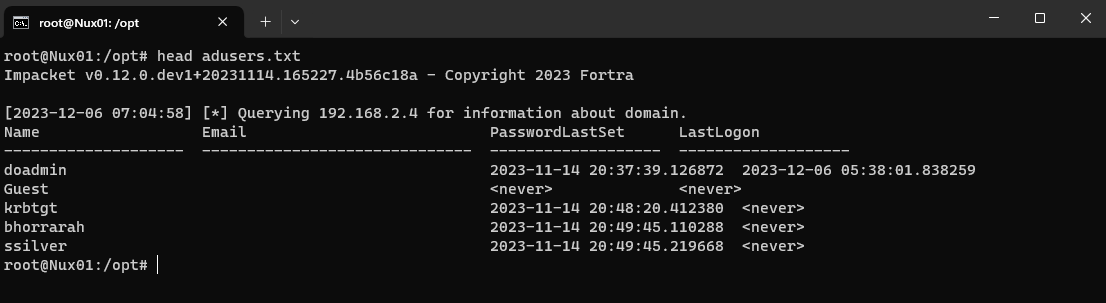 root@Nux01: /opt
root@Nux01:/opt# head adusers.txt
Impacket v0.12.0.dev1+20231114.165227.4b56c18a - Copyright 2023 Fortra

[2023-12-06 07:04:58] [*] Querying 192.168.2.4 for information about domain.
Name                  Email                           PasswordLastSet      LastLogon
--------------------  ------------------------------  -------------------  -------------------
doadmin                                               2023-11-14 20:37:39.126872  2023-12-06 05:38:01.838259
Guest                                                 <never>              <never>
krbtgt                                                2023-11-14 20:48:20.412380  <never>
bhorrarah                                             2023-11-14 20:49:45.110288  <never>
ssilver                                               2023-11-14 20:49:45.219668  <never>
root@Nux01:/opt#